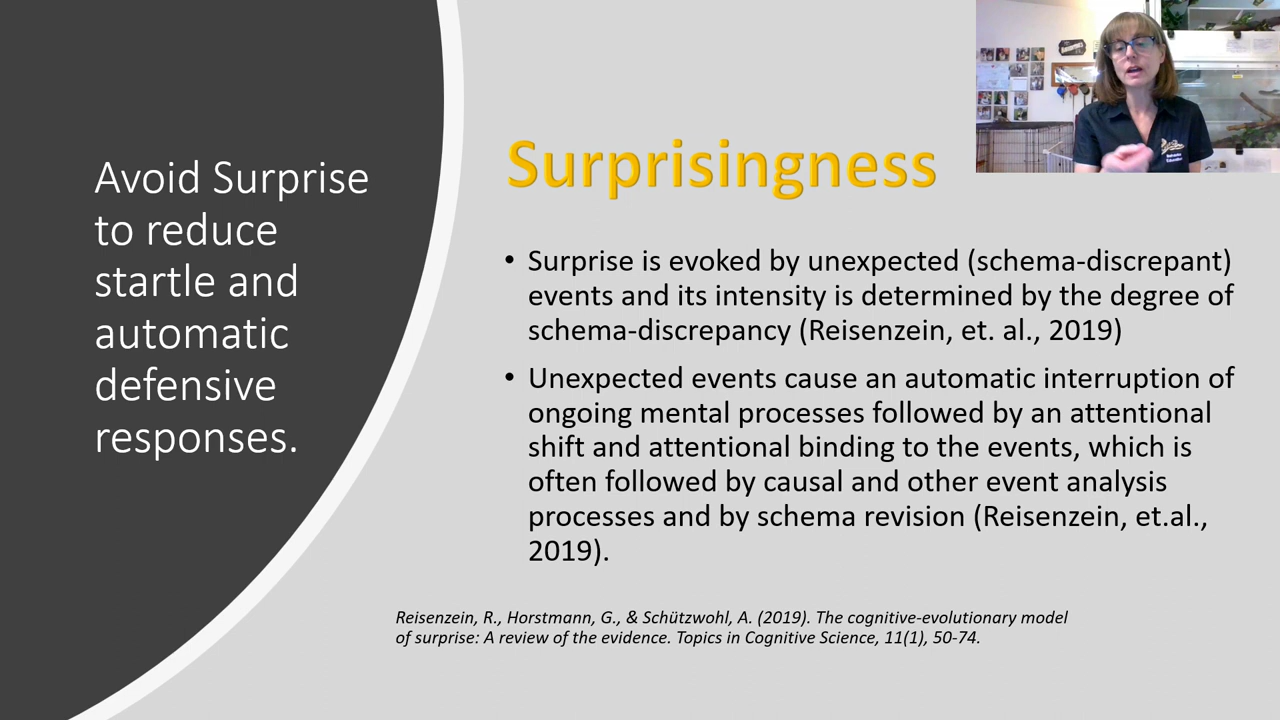 Avoid Surprise
to reduce
startle and
automatic
defensive
responses.
Surprisingness
• Surprise is evoked by unexpected (schema-discrepant)
events and its intensity is determined by the degree of
schema-discrepancy (Reisenzein, et. al., 2019)
• Unexpected events cause an automatic interruption of
ongoing mental processes followed by an attentional
shift and attentional binding to the events, which is
often followed by causal and other event analysis
processes and by schema revision (Reisenzein, et.al.,
2019).
Reisenzein, R., Horstmann, G., & Schützwohl, A. (2019). The cognitive-evolutionary model
of surprise: A review of the evidence. Topics in Cognitive Science, 11(1), 50-74.